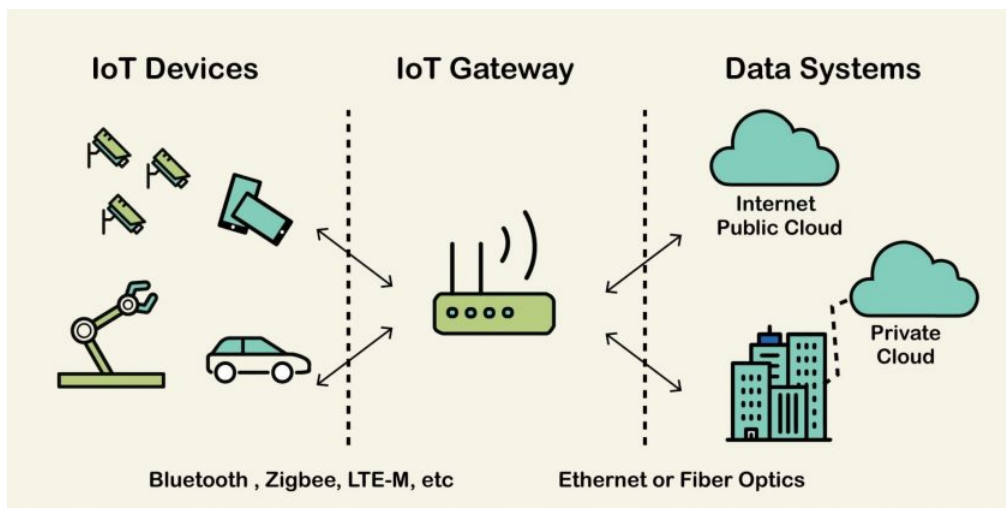 IoT Devices
IoT Gateway
Data Systems
Internet
Public Cloud
Private
Cloud
Bluetooth , Zigbee, LTE-M, etc
Ethernet or Fiber Optics